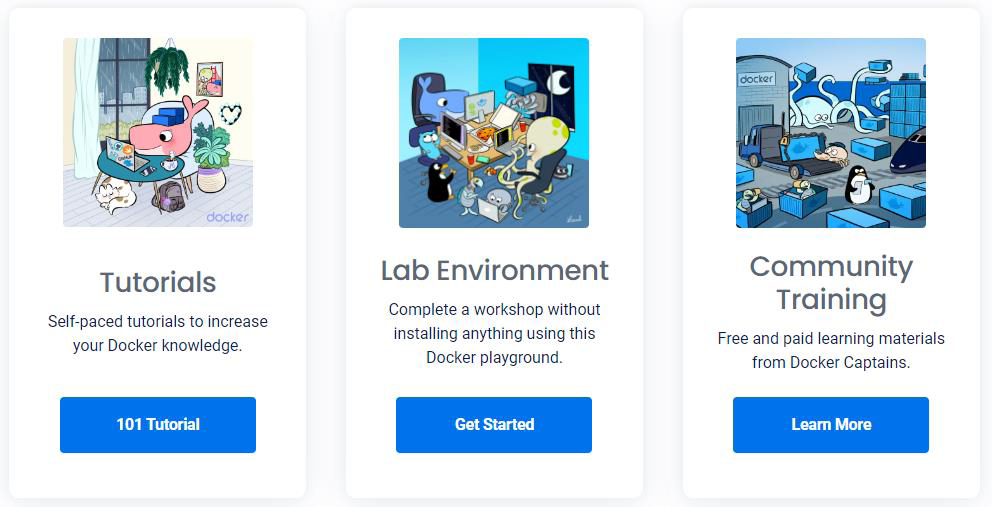 docker
docker
Tutorials
Self-paced tutorials to increase
your Docker knowledge.
101 Tutorial
Lab Environment
Complete a workshop without
installing anything using this
Docker playground.
Get Started
Community
Training
Free and paid learning materials
from Docker Captains.
Learn More